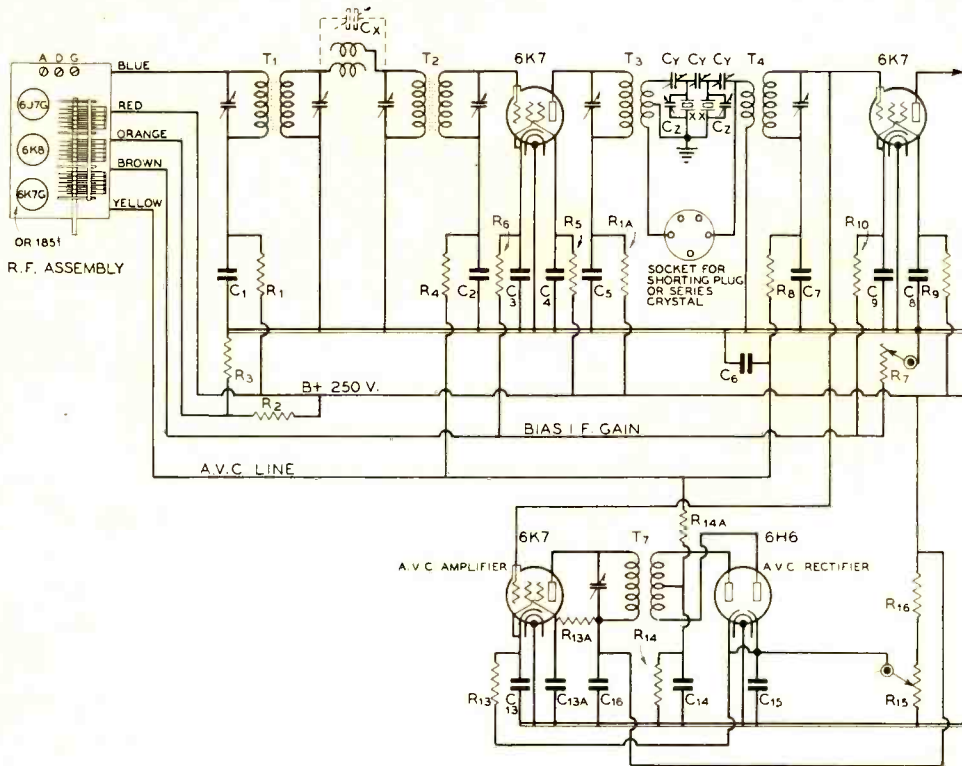 Cx
A D G
BLUE
T1
T2
6K7
T3
Cy Cy Cy
T4
6K7
6J7G
RED
ORANGE
6K8
BROWN
6K7G
YELLOW
X X
Cz Cz
OR 1851
R.F. ASSEMBLY
R6
R5
R1A
R10
SOCKET FOR
SHORTING PLUG
OR SERIES
CRYSTAL
C1
R1
R4
C2
C3
C4
C5
R8
C7
C9
C8
R9
R3
C6
R7
B+ 250 V.
R2
BIAS I.F. GAIN
A.V.C LINE
R14A
6K7
T7
6H6
A.V.C AMPLIFIER
A.V.C RECTIFIER
R13A
R14
R16
R13
C13
C13A
C16
C14
C15
R15